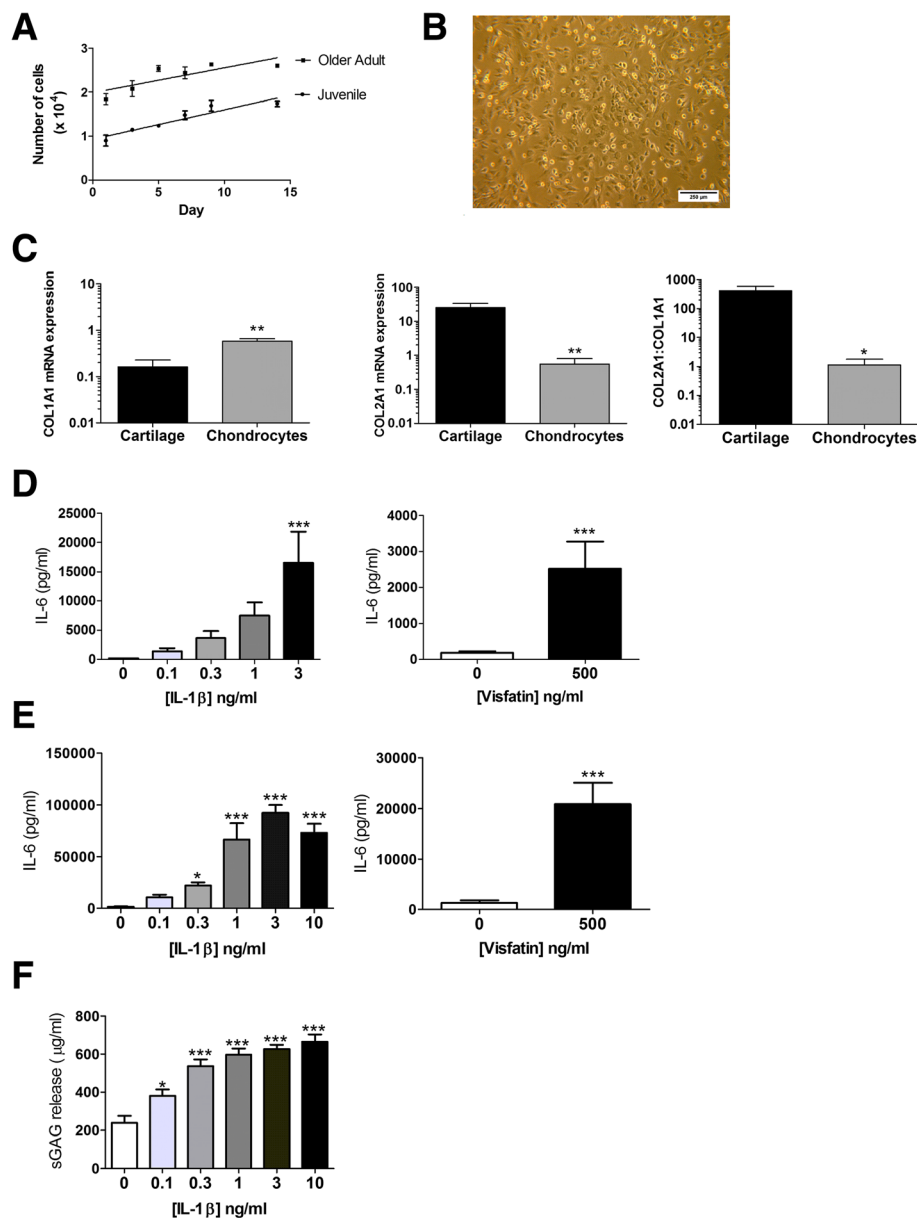 A
3
2
1
0
Number of cells
(x 10⁻⁴)
0
5
10
15
Day
Older Adult
Juvenile
B
250 µm
C
COL1A1 mRNA expression
10
1
0.1
0.01
**
Cartilage
Chondrocytes
COL2A1 mRNA expression
100
10
1
0.1
0.01
**
Cartilage
Chondrocytes
COL2A1:COL1A1
1000
100
10
1
0.1
0.01
*
Cartilage
Chondrocytes
D
IL-6 (pg/ml)
25000
20000
15000
10000
5000
0
***
0 0.1 0.3 1 3
[IL-1β] ng/ml
IL-6 (pg/ml)
4000
3000
2000
1000
0
***
0 500
[Visfatin] ng/ml
E
IL-6 (pg/ml)
150000
100000
50000
0
* *** *** ***
0 0.1 0.3 1 3 10
[IL-1β] ng/ml
IL-6 (pg/ml)
30000
20000
10000
0
***
0 500
[Visfatin] ng/ml
F
sGAG release ( µg/ml)
800
600
400
200
0
* *** *** *** ***
0 0.1 0.3 1 3 10
[IL-1β] ng/ml